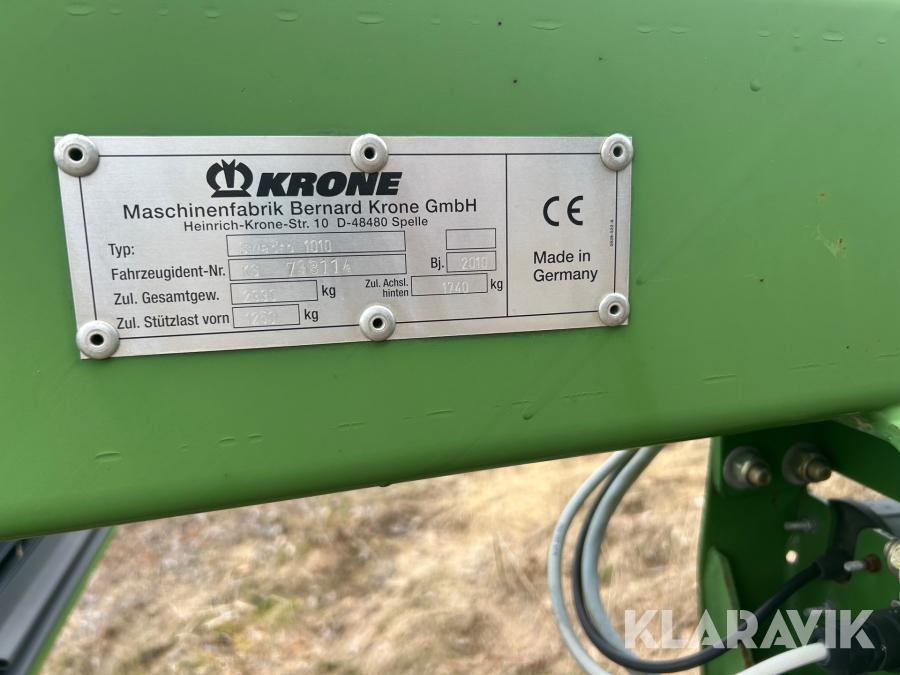 KRONE
Maschinenfabrik Bernard Krone GmbH
Heinrich-Krone-Str. 10 D-48480 Spelle
Typ: 1010
Fahrzeugident-Nr. Bj. 2010
Zul. Gesamtgew. kg Zul. Achsl. hinten 1740 kg
Zul. Stützlast vorn kg
CE
Made in
Germany
KLARAVIK